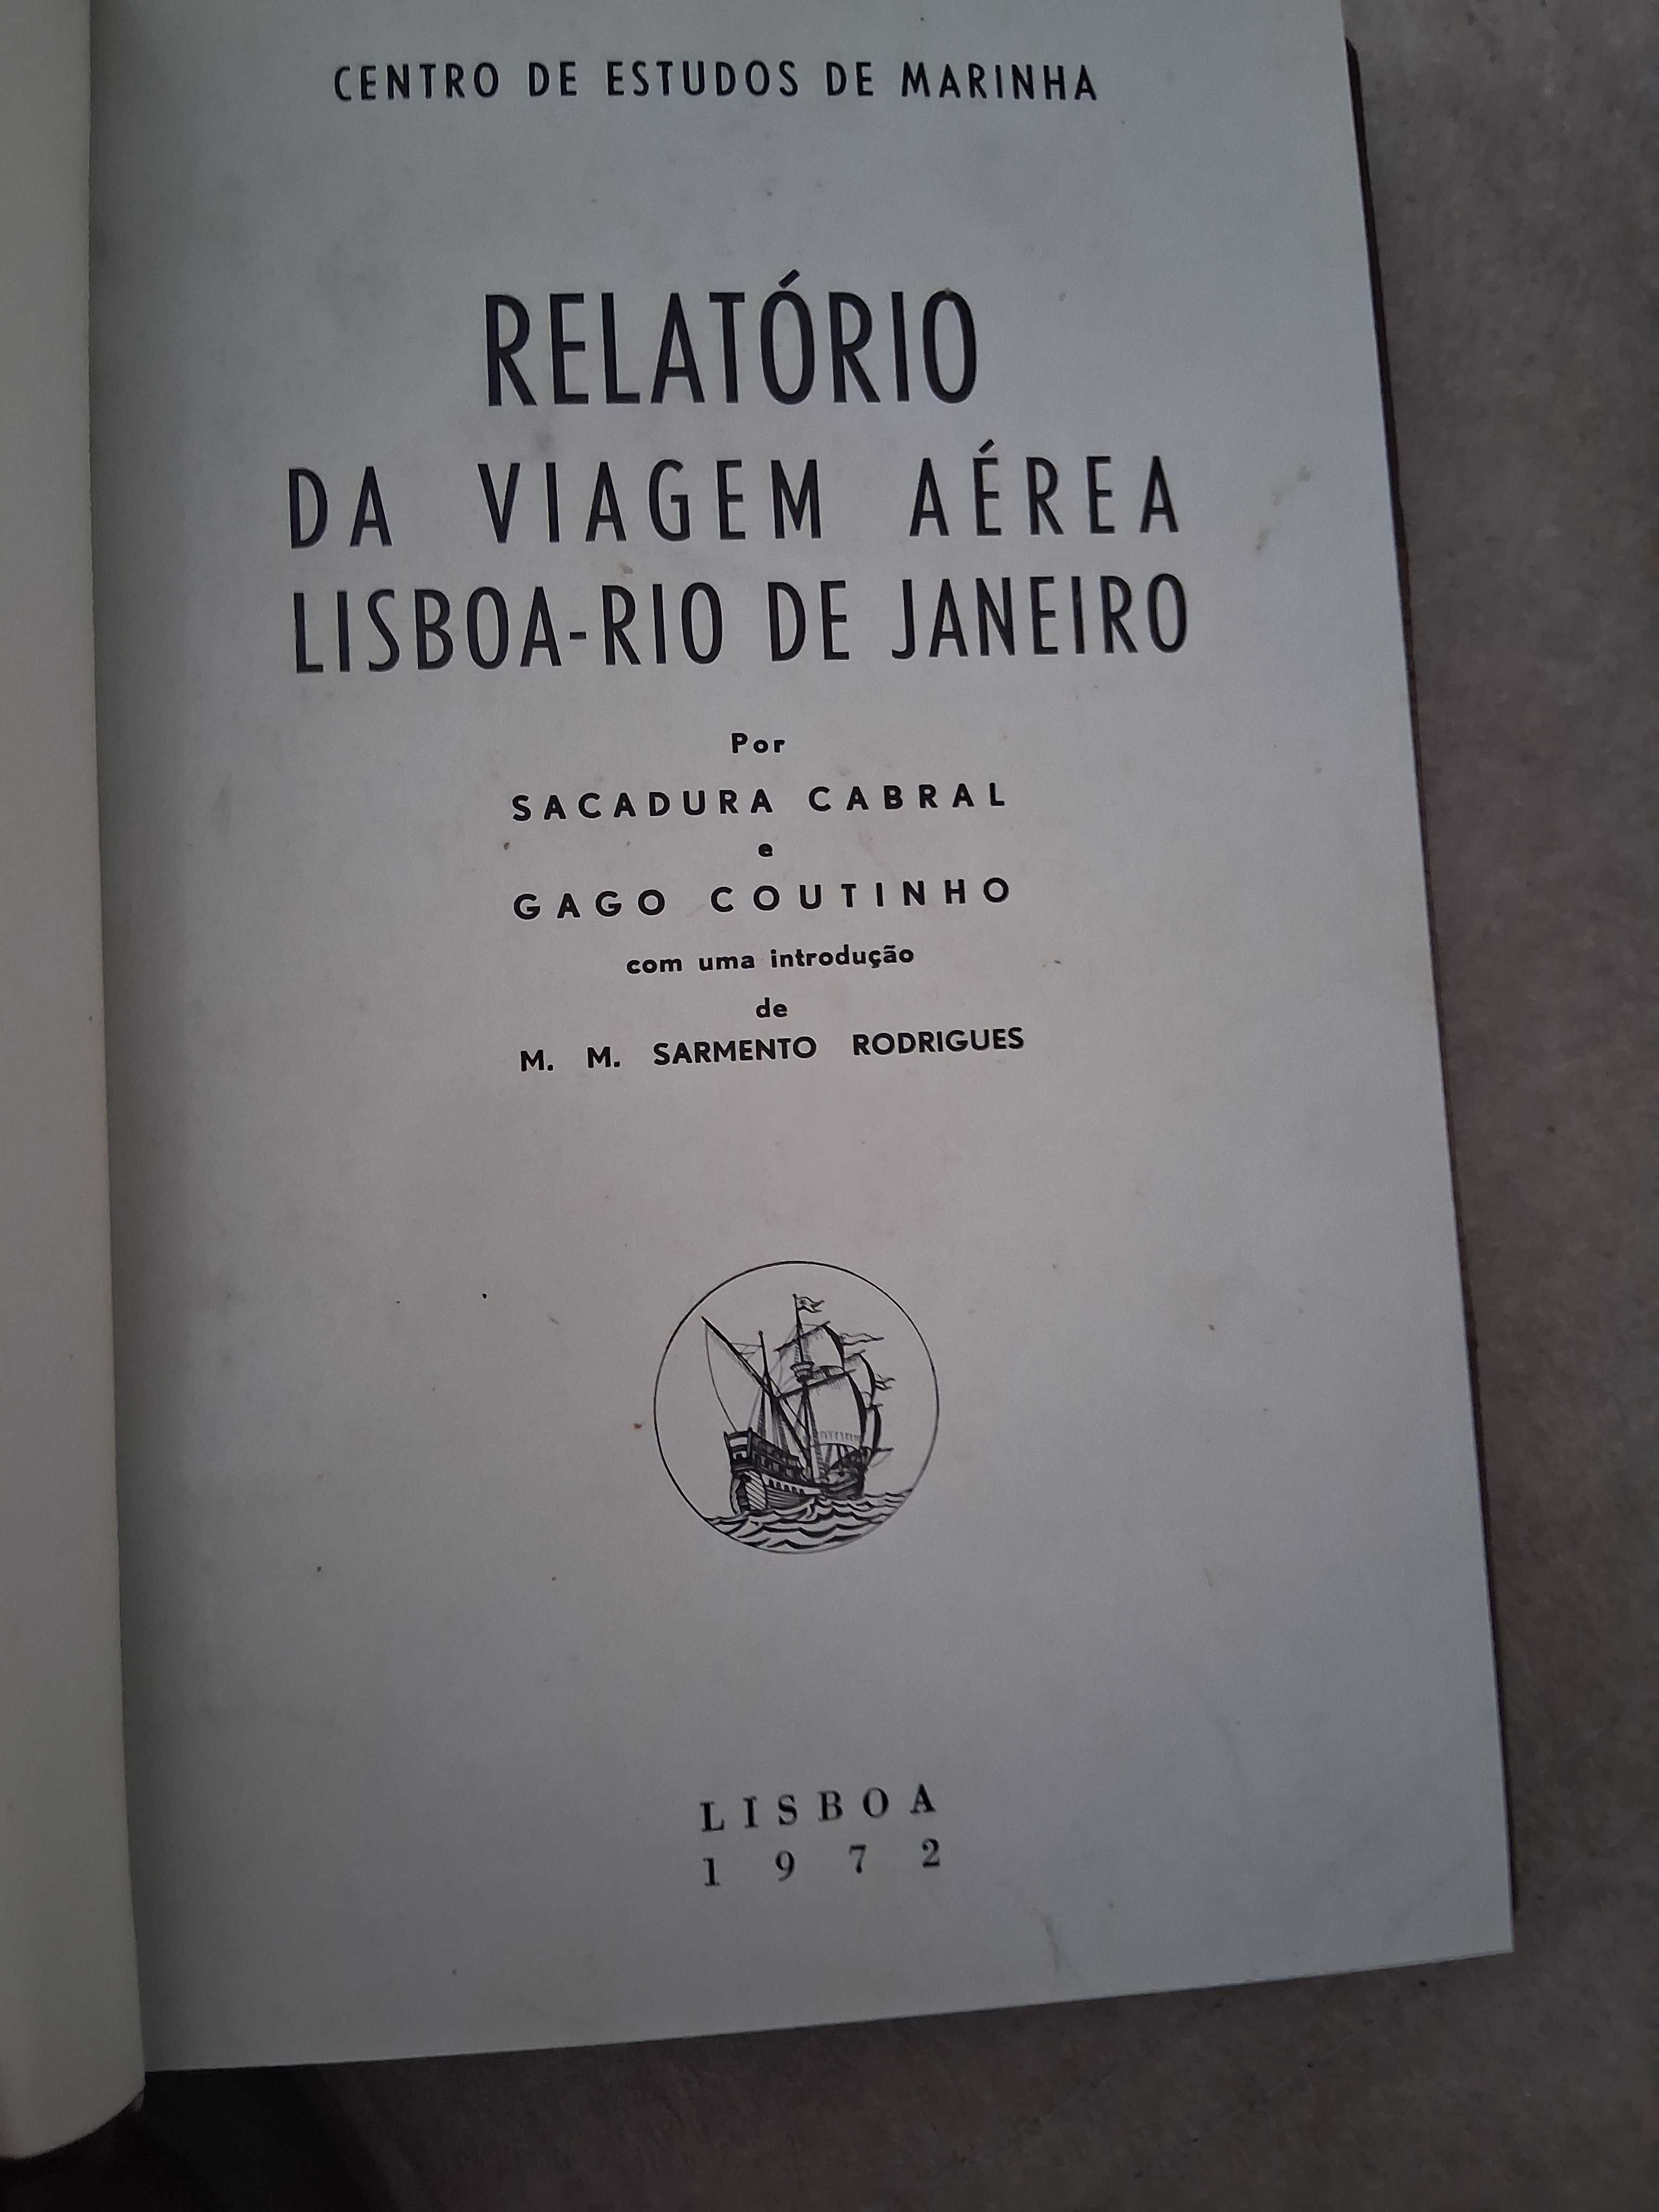 CENTRO DE ESTUDOS DE MARINHA
RELATÓRIO
DA VIAGEM AÉREA
LISBOA-RIO DE JANEIRO
Por
SACADURA CABRAL
e
GAGO COUTINHO
com uma introdução
de
M. M. SARMENTO RODRIGUES
LISBOA
1972